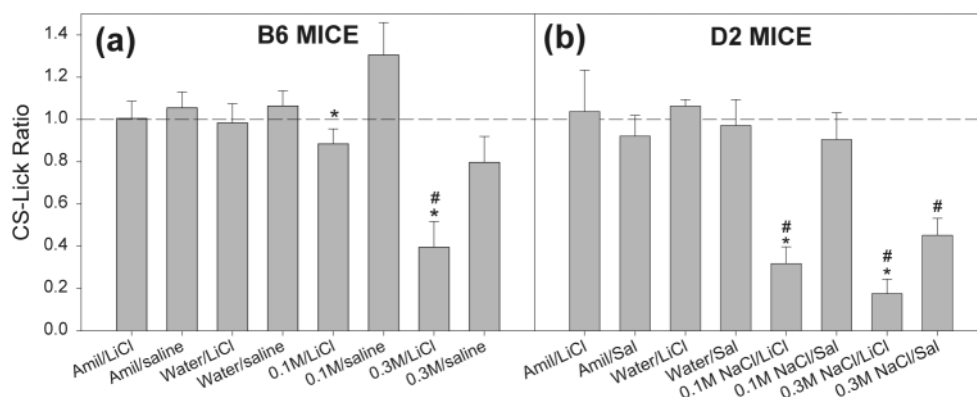 (a)
B6 MICE
(b)
D2 MICE
CS-Lick Ratio
1.4
1.2
1.0
0.8
0.6
0.4
0.2
0.0
*
#
*
#
*
#
*
#
Amil/LiCl
Amil/saline
Water/LiCl
Water/saline
0.1M/LiCl
0.1M/saline
0.3M/LiCl
0.3M/saline
Amil/LiCl
Amil/Sal
Water/LiCl
Water/Sal
0.1M NaCl/LiCl
0.1M NaCl/Sal
0.3M NaCl/LiCl
0.3M NaCl/Sal